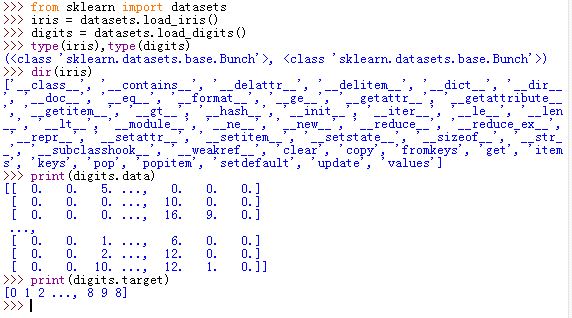 >>> from sklearn import datasets
>>> iris = datasets.load_iris()
>>> digits = datasets.load_digits()
>>> type(iris),type(digits)
(<class 'sklearn.datasets.base.Bunch'>, <class 'sklearn.datasets.base.Bunch'>)
>>> dir(iris)
['__class__', '__contains__', '__delattr__', '__delitem__', '__dict__', '__dir__
', '__doc__', '__eq__', '__format__', '__ge__', '__getattr__', '__getattribute__
', '__getitem__', '__gt__', '__hash__', '__init__', '__iter__', '__le__', '__len
__', '__lt__', '__module__', '__ne__', '__new__', '__reduce__', '__reduce_ex__',
 '__repr__', '__setattr__', '__setitem__', '__setstate__', '__sizeof__', '__str_
_', '__subclasshook__', '__weakref__', 'clear', 'copy', 'fromkeys', 'get', 'item
s', 'keys', 'pop', 'popitem', 'setdefault', 'update', 'values']
>>> print(digits.data)
[[ 0. 0. 5. ..., 0. 0. 0.]
 [ 0. 0. 0. ..., 10. 0. 0.]
 [ 0. 0. 0. ..., 16. 9. 0.]
 ...,
 [ 0. 0. 1. ..., 6. 0. 0.]
 [ 0. 0. 2. ..., 12. 0. 0.]
 [ 0. 0. 10. ..., 12. 1. 0.]]
>>> print(digits.target)
[0 1 2 ..., 8 9 8]
>>>